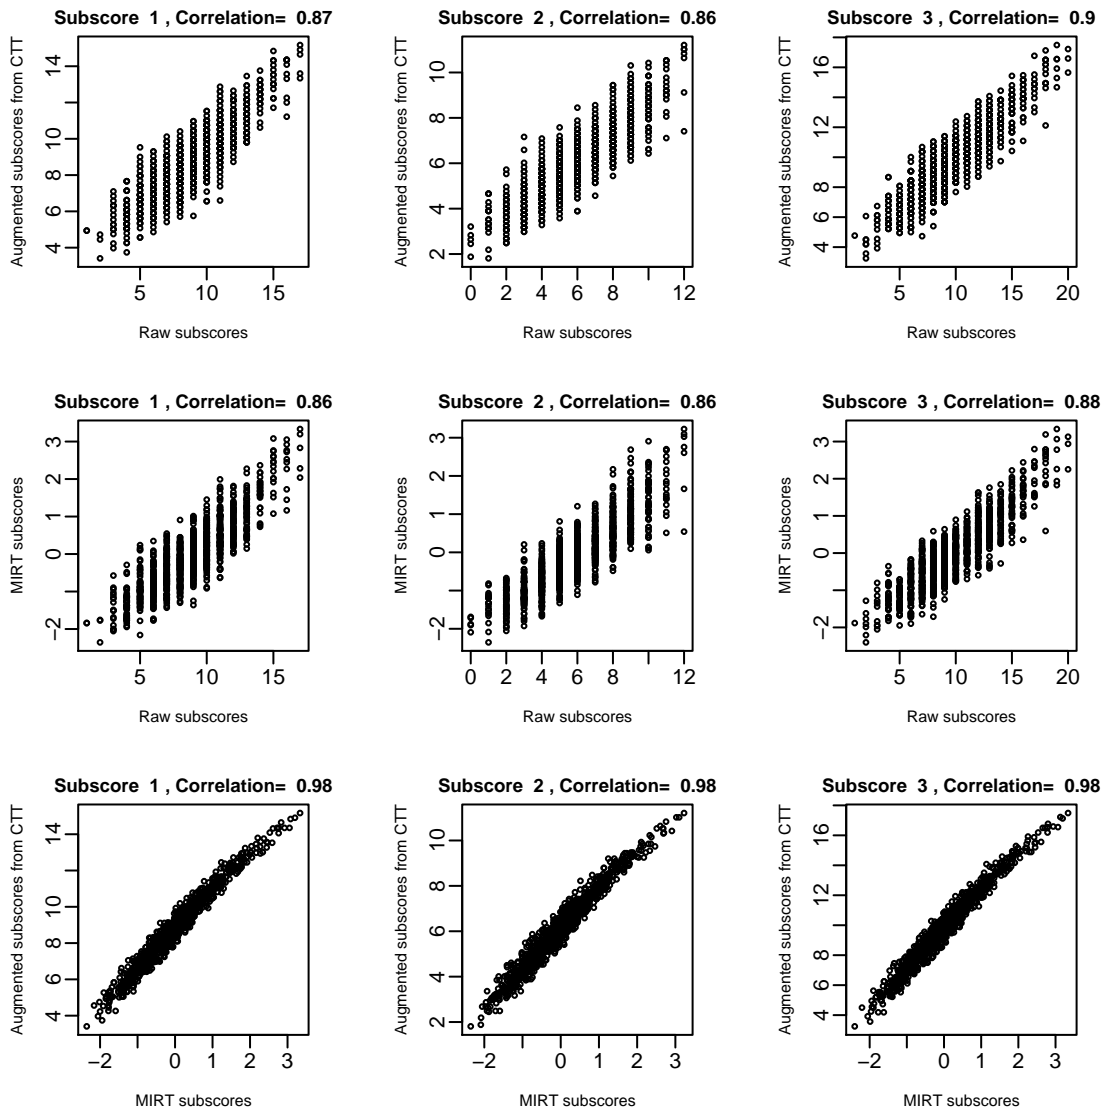 Subscore 1 , Correlation= 0.87
Augmented subscores from CTT
4 6 8 10 14
5 10 15
Raw subscores
Subscore 2 , Correlation= 0.86
Augmented subscores from CTT
2 4 6 8 10
0 2 4 6 8 12
Raw subscores
Subscore 3 , Correlation= 0.9
Augmented subscores from CTT
4 8 12 16
5 10 15 20
Raw subscores
Subscore 1 , Correlation= 0.86
MIRT subscores
−2 0 1 2 3
5 10 15
Raw subscores
Subscore 2 , Correlation= 0.86
MIRT subscores
−2 0 1 2 3
0 2 4 6 8 12
Raw subscores
Subscore 3 , Correlation= 0.88
MIRT subscores
−2 0 1 2 3
5 10 15 20
Raw subscores
Subscore 1 , Correlation= 0.98
Augmented subscores from CTT
4 6 8 10 14
−2 0 1 2 3
MIRT subscores
Subscore 2 , Correlation= 0.98
Augmented subscores from CTT
2 4 6 8 10
−2 0 1 2 3
MIRT subscores
Subscore 3 , Correlation= 0.98
Augmented subscores from CTT
4 8 12 16
−2 0 1 2 3
MIRT subscores